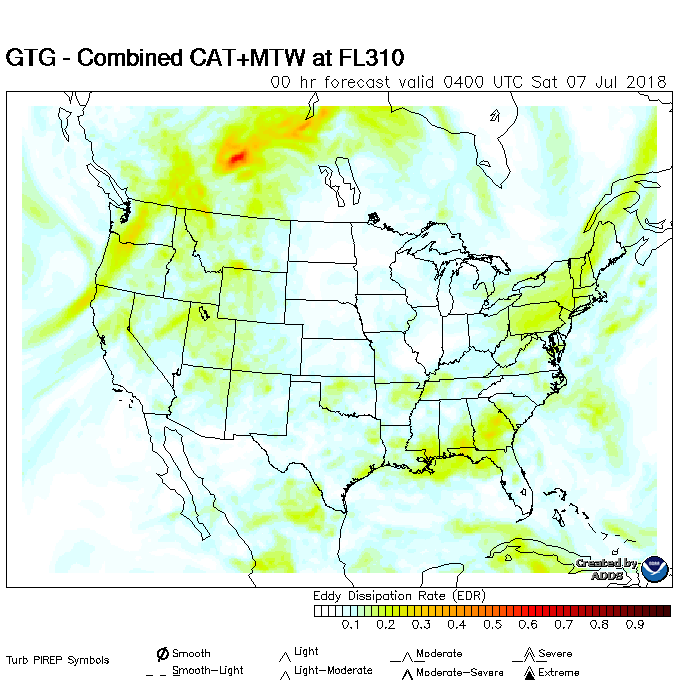 GTG - Combined CAT+MTW at FL310
00 hr forecast valid 0400 UTC Sat 07 Jul 2018
Created by
ADDS
Eddy Dissipation Rate (EDR)
0.1 0.2 0.3 0.4 0.5 0.6 0.7 0.8 0.9
Turb PIREP Symbols
Smooth Light Moderate Severe
Smooth-Light Light-Moderate Moderate-Severe Extreme